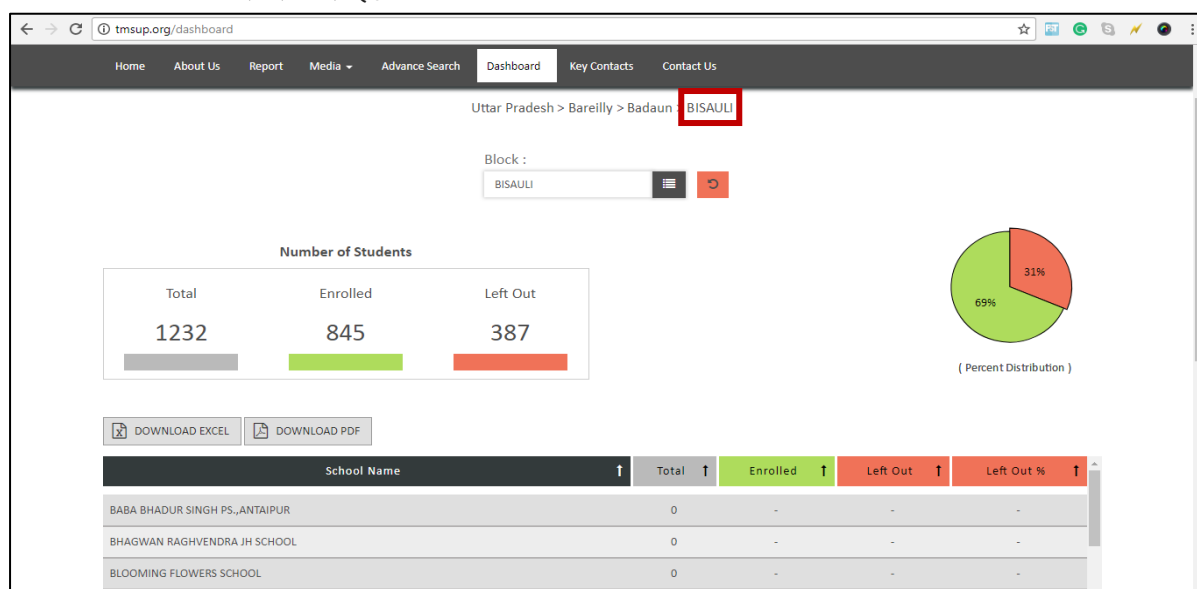 tmsup.org/dashboard
Home About Us Report Media Advance Search Dashboard Key Contacts Contact Us
Uttar Pradesh > Bareilly > Badaun > BISAULI
Block :
BISAULI
Number of Students
Total Enrolled Left Out
1232 845 387
31%
69%
( Percent Distribution )
DOWNLOAD EXCEL DOWNLOAD PDF
School Name Total Enrolled Left Out Left Out %
BABA BHADUR SINGH PS.,ANTAIPUR 0 - - -
BHAGWAN RAGHVENDRA JH SCHOOL 0 - - -
BLOOMING FLOWERS SCHOOL 0 - - -